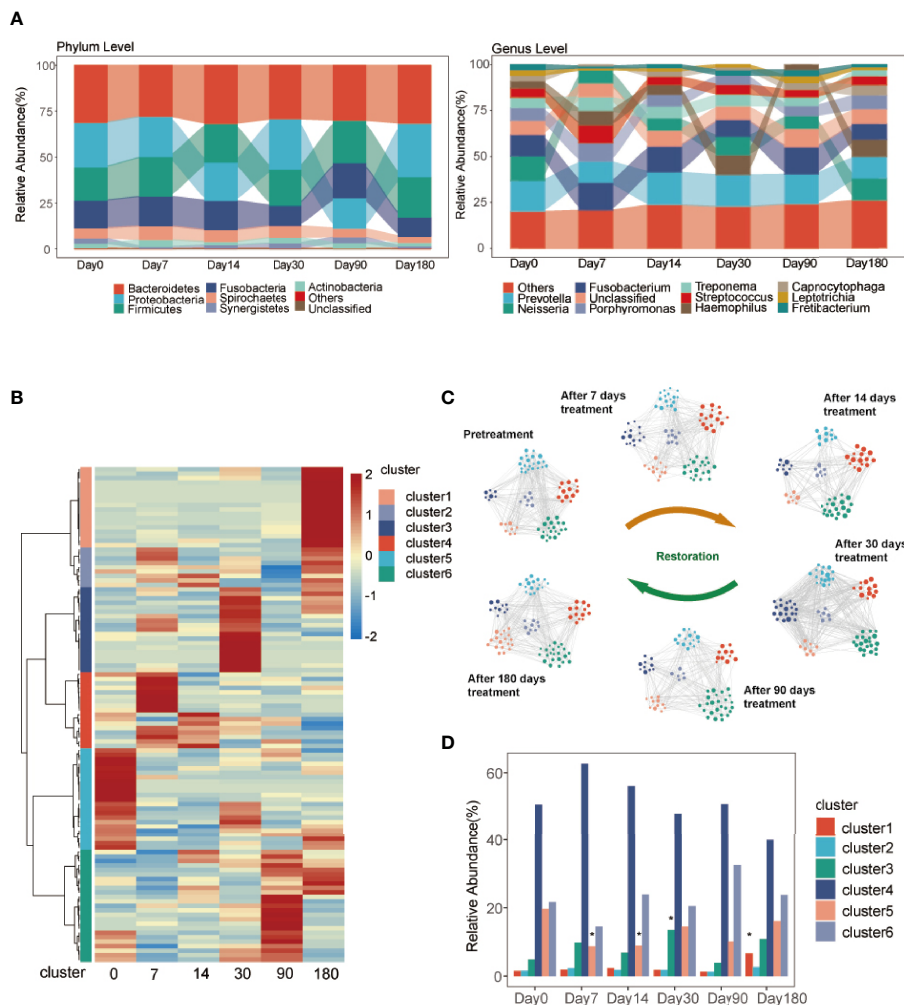 A
Phylum Level
Genus Level
Relative Abundance(%)
100
75
50
25
0
Day0 Day7 Day14 Day30 Day90 Day180
Bacteroidetes Fusobacteria Actinobacteria
Proteobacteria Spirochaetes Others
Firmicutes Synergistetes Unclassified
Relative Abundance(%)
100
75
50
25
0
Day0 Day7 Day14 Day30 Day90 Day180
Others Fusobacterium Treponema Caprocytophaga
Prevotella Unclassified Streptococcus Leptotrichia
Neisseria Porphyromonas Haemophilus Fretibacterium
B
2
1
0
-1
-2
cluster
cluster1
cluster2
cluster3
cluster4
cluster5
cluster6
cluster 0 7 14 30 90 180
C
After 7 days
treatment
After 14 days
treatment
Pretreatment
Restoration
After 30 days
treatment
After 180 days
treatment
After 90 days
treatment
D
Relative Abundance(%)
60
40
20
0
* * * *
Day0 Day7 Day14 Day30 Day90 Day180
cluster
cluster1
cluster2
cluster3
cluster4
cluster5
cluster6